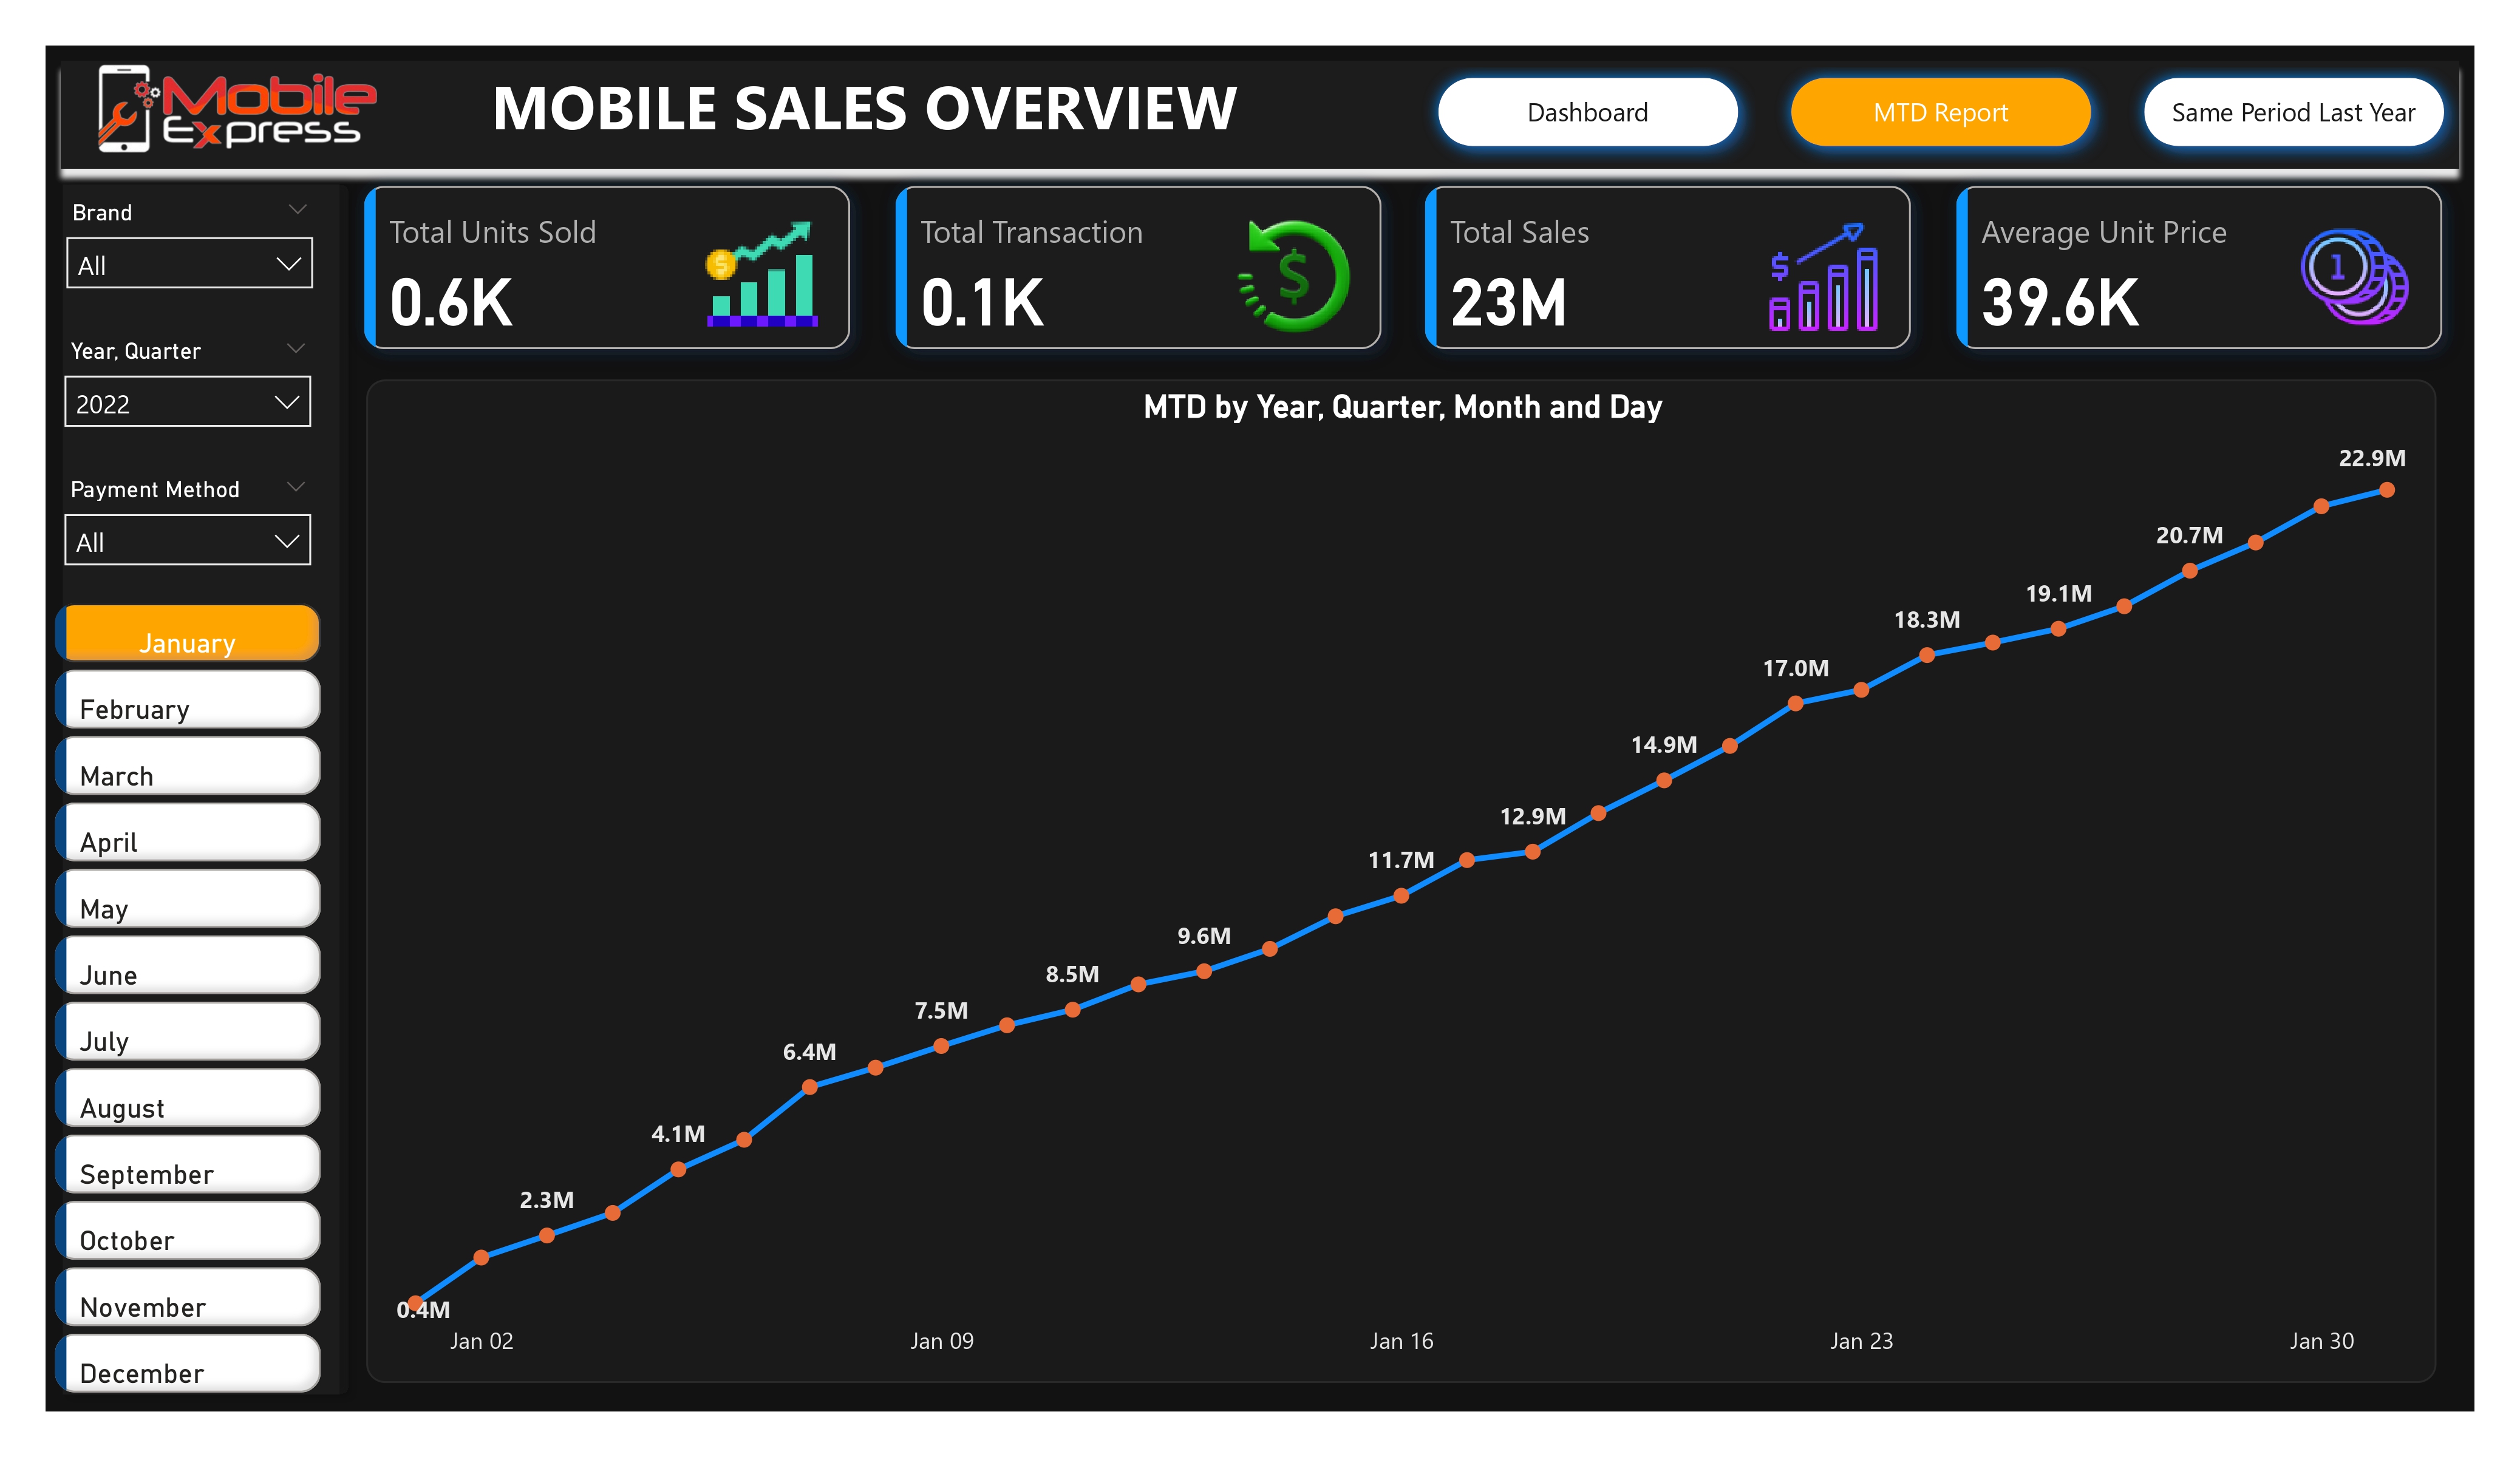 Mobile
Express
MOBILE SALES OVERVIEW
Dashboard
MTD Report
Same Period Last Year
Brand
All
Year, Quarter
2022
Payment Method
All
January
February
March
April
May
June
July
August
September
October
November
December
Total Units Sold
0.6K
$
Total Transaction
0.1K
$
Total Sales
23M
$
Average Unit Price
39.6K
1
MTD by Year, Quarter, Month and Day
0.4M
2.3M
4.1M
6.4M
7.5M
8.5M
9.6M
11.7M
12.9M
14.9M
17.0M
18.3M
19.1M
20.7M
22.9M
Jan 02
Jan 09
Jan 16
Jan 23
Jan 30